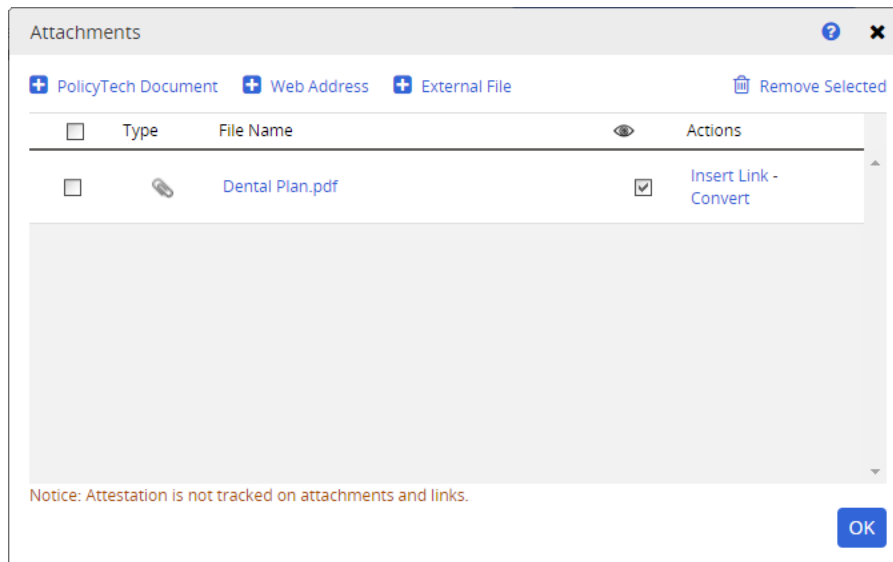 Attachments
PolicyTech Document Web Address External File Remove Selected
Type File Name Actions
Dental Plan.pdf Insert Link -
Convert
Notice: Attestation is not tracked on attachments and links.
OK